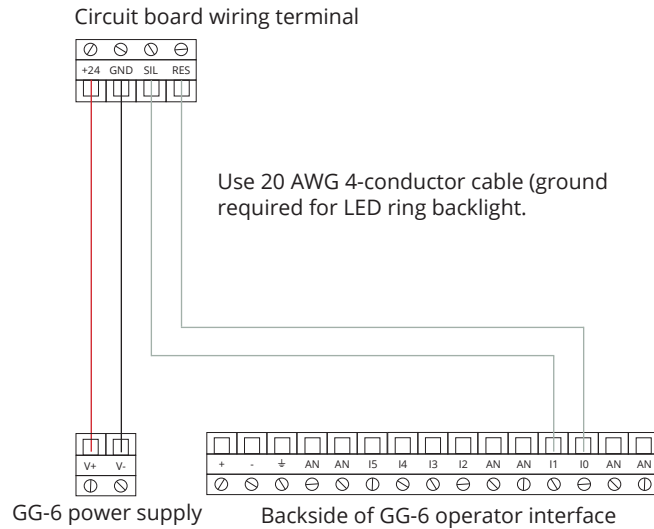 Circuit board wiring terminal
+24 GND SIL RES
Use 20 AWG 4-conductor cable (ground
required for LED ring backlight.
V+ V-
+ - ⏚ AN AN I5 I4 I3 I2 AN AN I1 I0 AN AN
GG-6 power supply
Backside of GG-6 operator interface